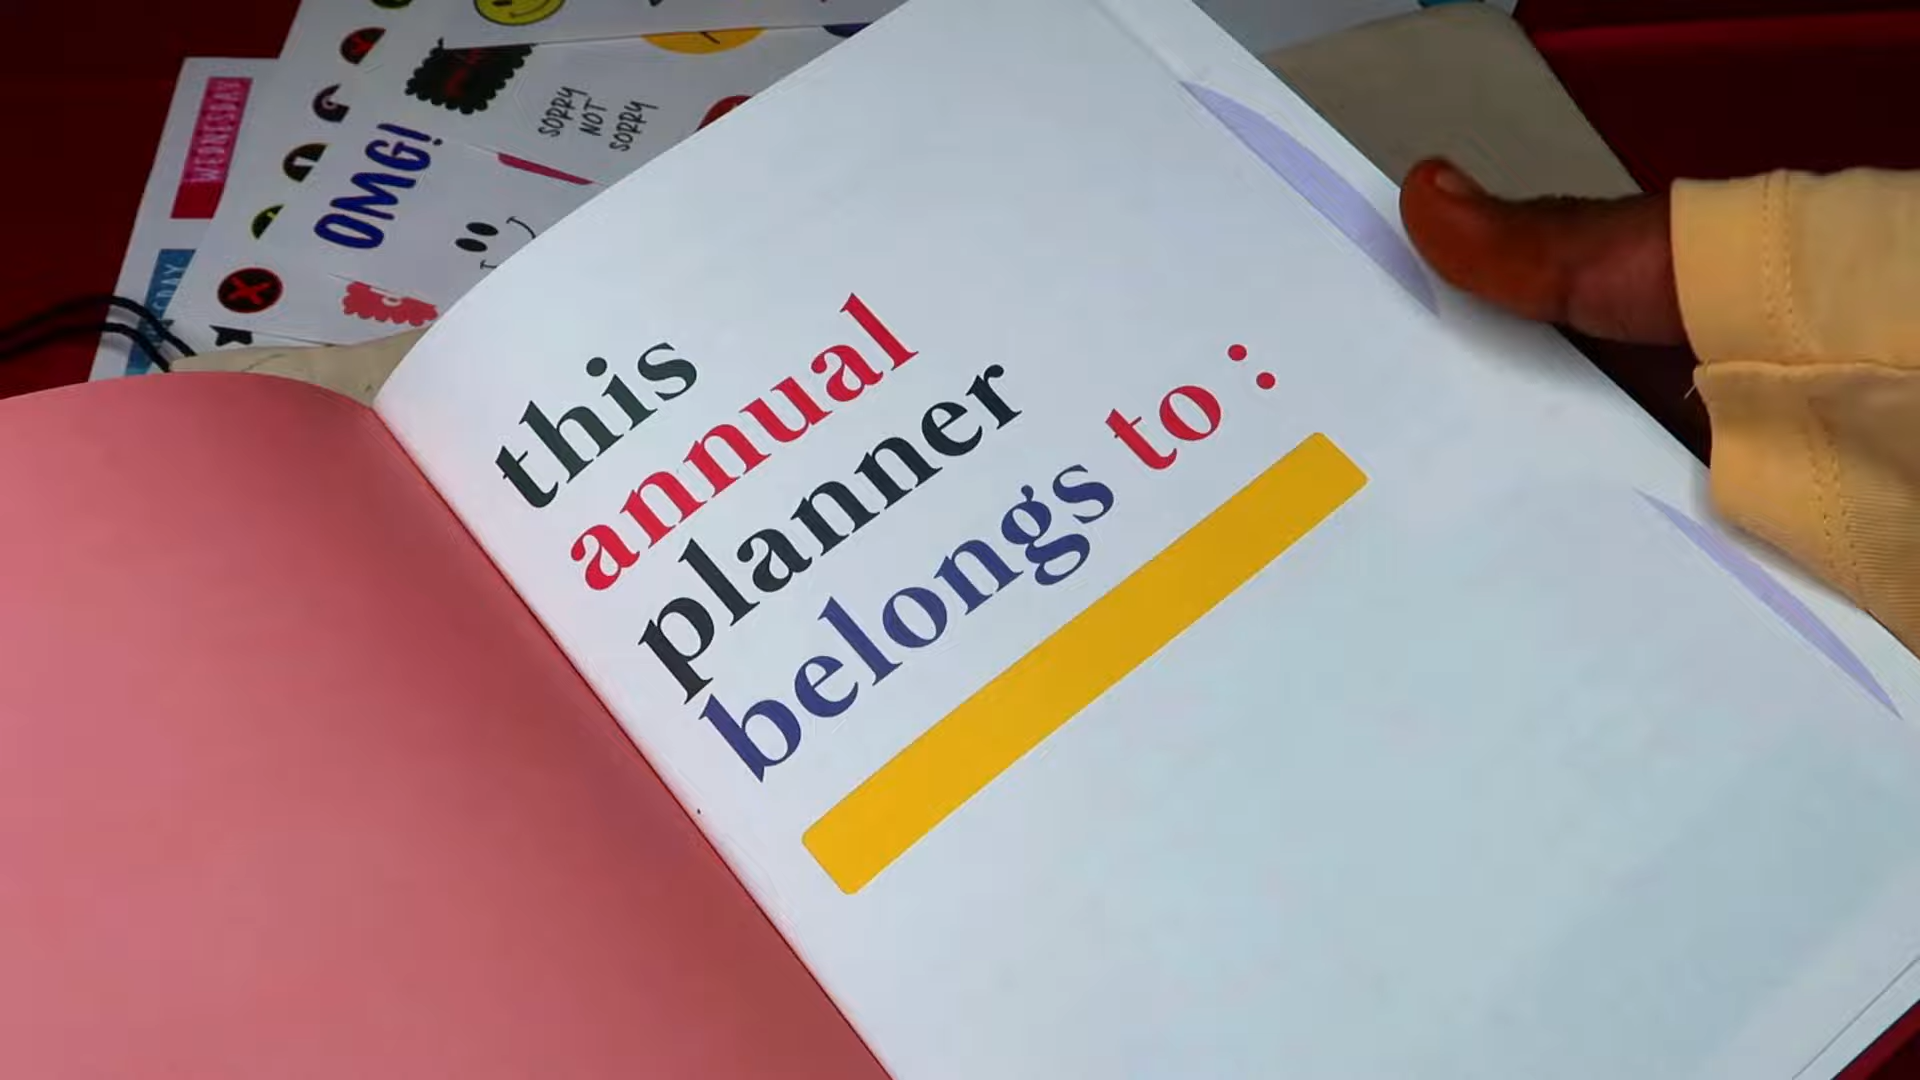 WEDNESDAY
OMG!
SORRY
NOT
SORRY
this
annual
planner
belongs to :